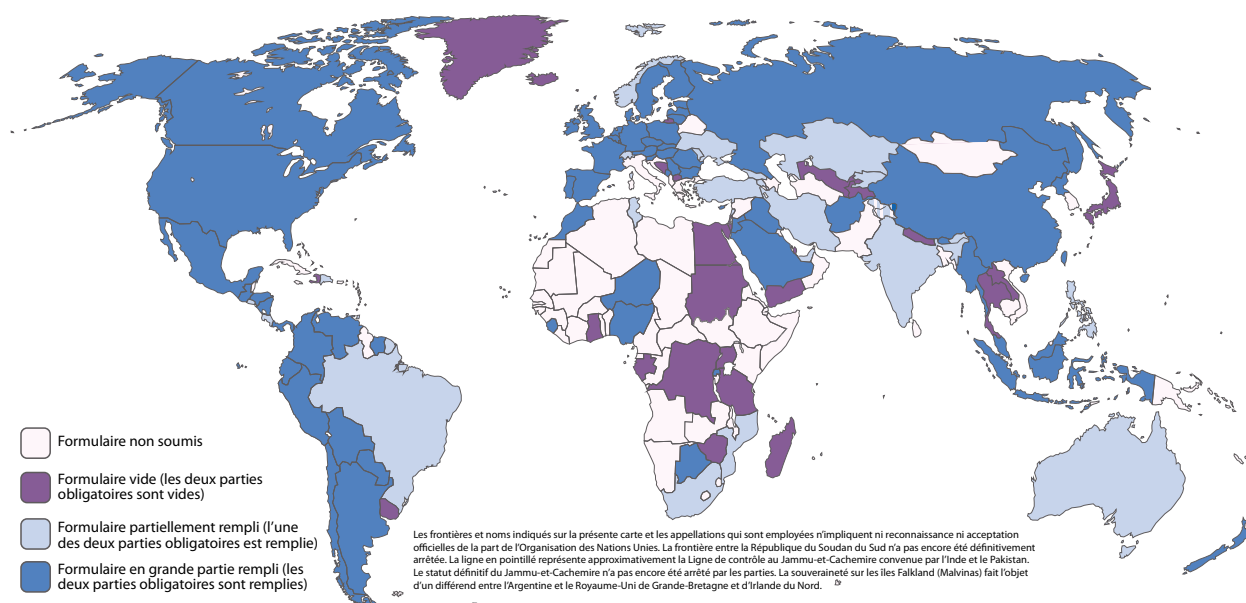 Formulaire non soumis
Formulaire vide (les deux parties
obligatoires sont vides)
Formulaire partiellement rempli (l'une
des deux parties obligatoires est remplie)
Formulaire en grande partie rempli (les
deux parties obligatoires sont remplies)
Les frontières et noms indiqués sur la présente carte et les appellations qui sont employées n'impliquent ni reconnaissance ni acceptation
officielles de la part de l'Organisation des Nations Unies. La frontière entre la République du Soudan du Sud n'a pas encore été définitivement
arrêtée. La ligne en pointillé représente approximativement la Ligne de contrôle au Jammu-et-Cachemire convenue par l'Inde et le Pakistan.
Le statut définitif du Jammu-et-Cachemire n'a pas encore été arrêté par les parties. La souveraineté sur les îles Falkland (Malvinas) fait l'objet
d'un différend entre l'Argentine et le Royaume-Uni de Grande-Bretagne et d'Irlande du Nord.